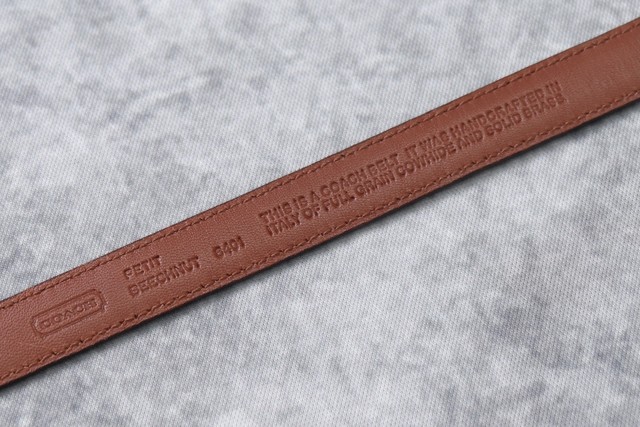 COACH
PETIT
BEECHNUT 6401
THIS IS A COACH BELT. IT WAS HANDCRAFTED IN
ITALY OF FULL GRAIN COWHIDE AND SOLID BRASS